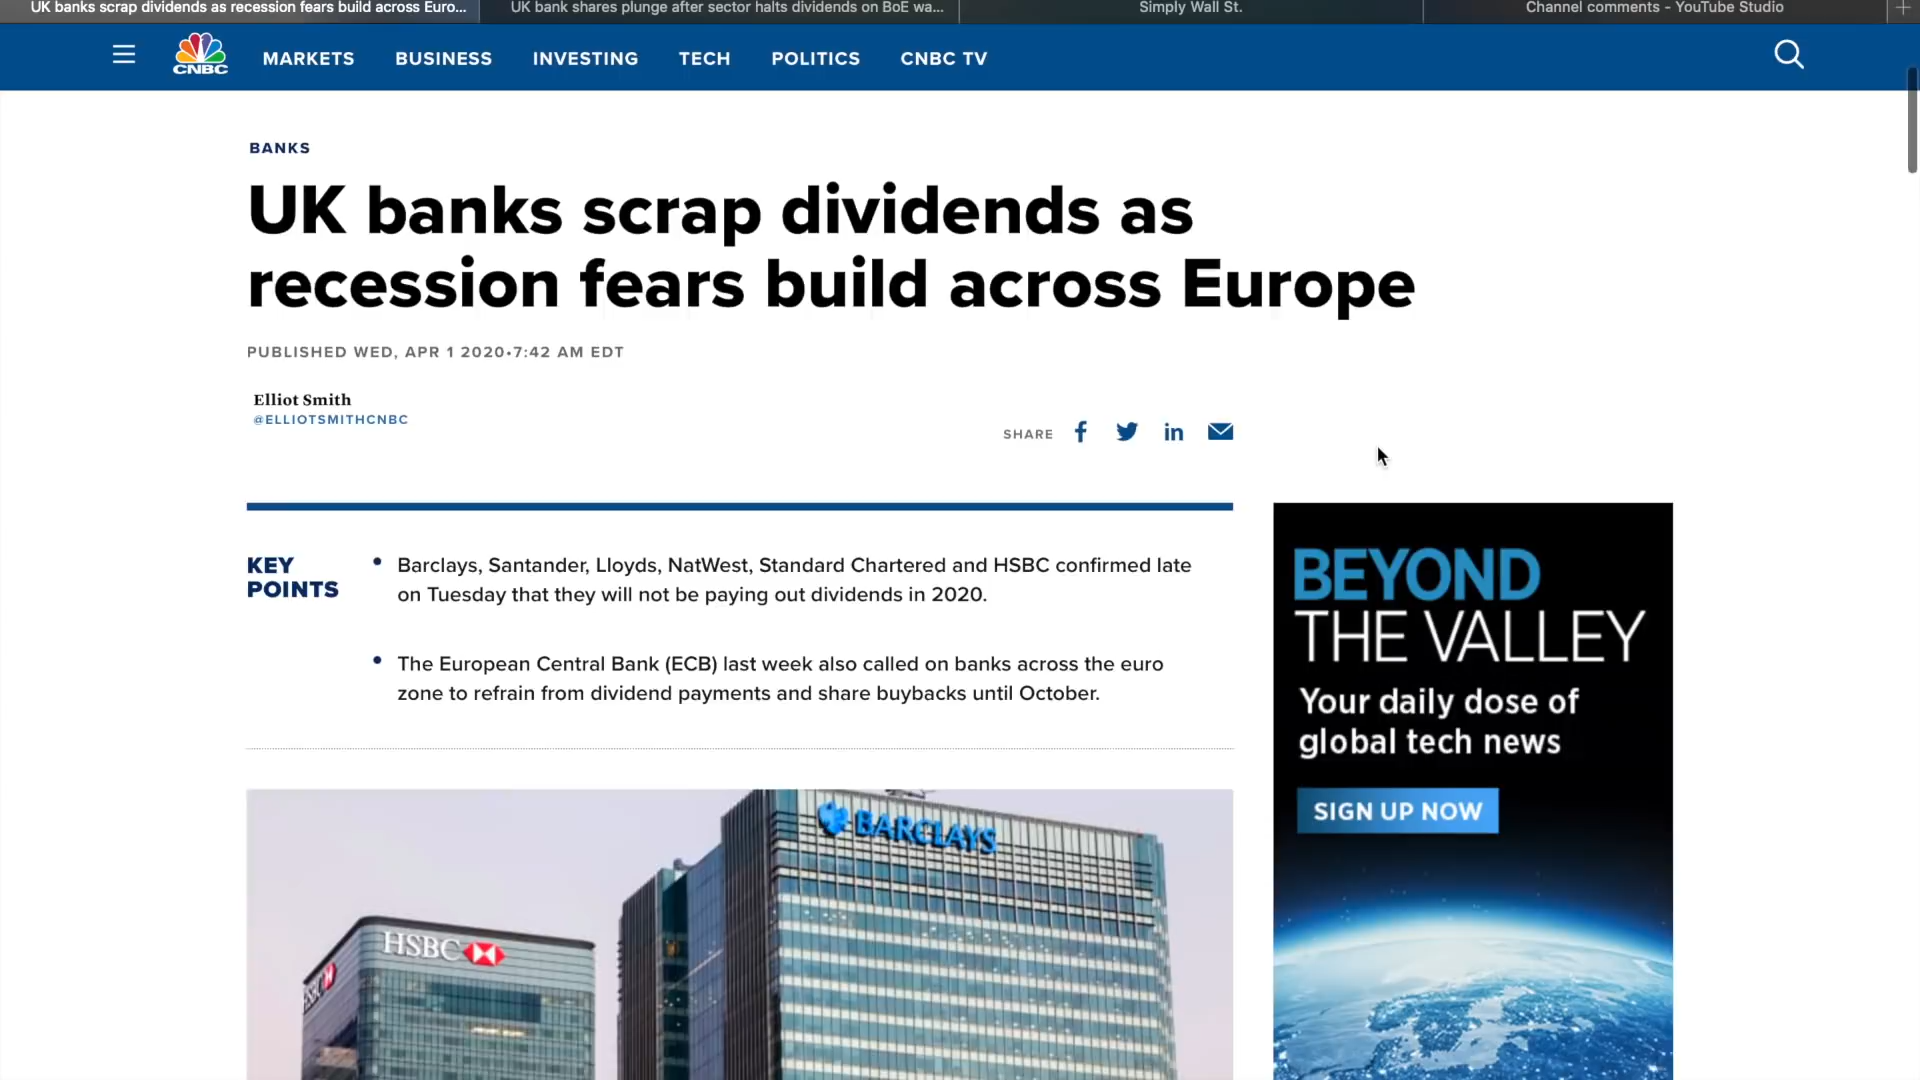 UK banks scrap dividends as recession fears build across Euro...
UK bank shares plunge after sector halts dividends on BoE wa...
Simply Wall St.
Channel comments - YouTube Studio
CNBC
MARKETS
BUSINESS
INVESTING
TECH
POLITICS
CNBC TV
BANKS
UK banks scrap dividends as
recession fears build across Europe
PUBLISHED WED, APR 1 2020•7:42 AM EDT
Elliot Smith
@ELLIOTSMITHCNBC
SHARE
KEY
POINTS
• Barclays, Santander, Lloyds, NatWest, Standard Chartered and HSBC confirmed late
on Tuesday that they will not be paying out dividends in 2020.
• The European Central Bank (ECB) last week also called on banks across the euro
zone to refrain from dividend payments and share buybacks until October.
BEYOND
THE VALLEY
Your daily dose of
global tech news
SIGN UP NOW
BARCLAYS
HSBC
HSBC